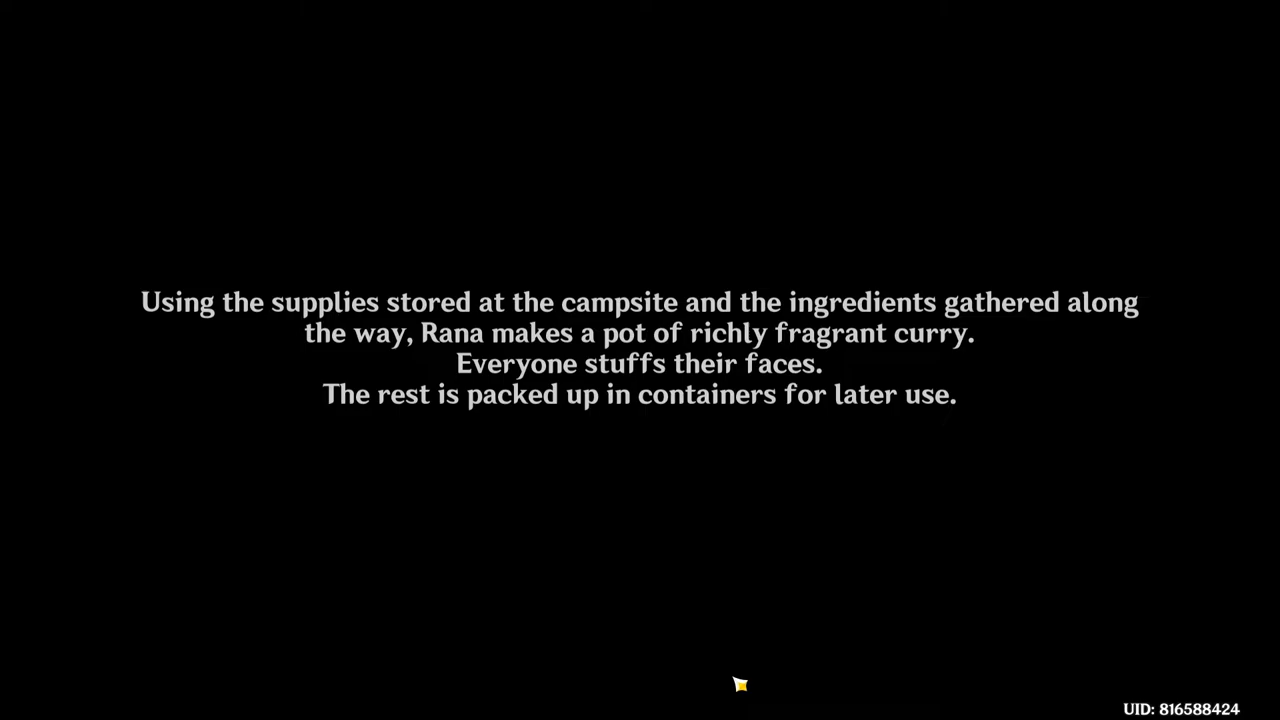 Using the supplies stored at the campsite and the ingredients gathered along
the way, Rana makes a pot of richly fragrant curry.
Everyone stuffs their faces.
The rest is packed up in containers for later use.
UID: 816588424